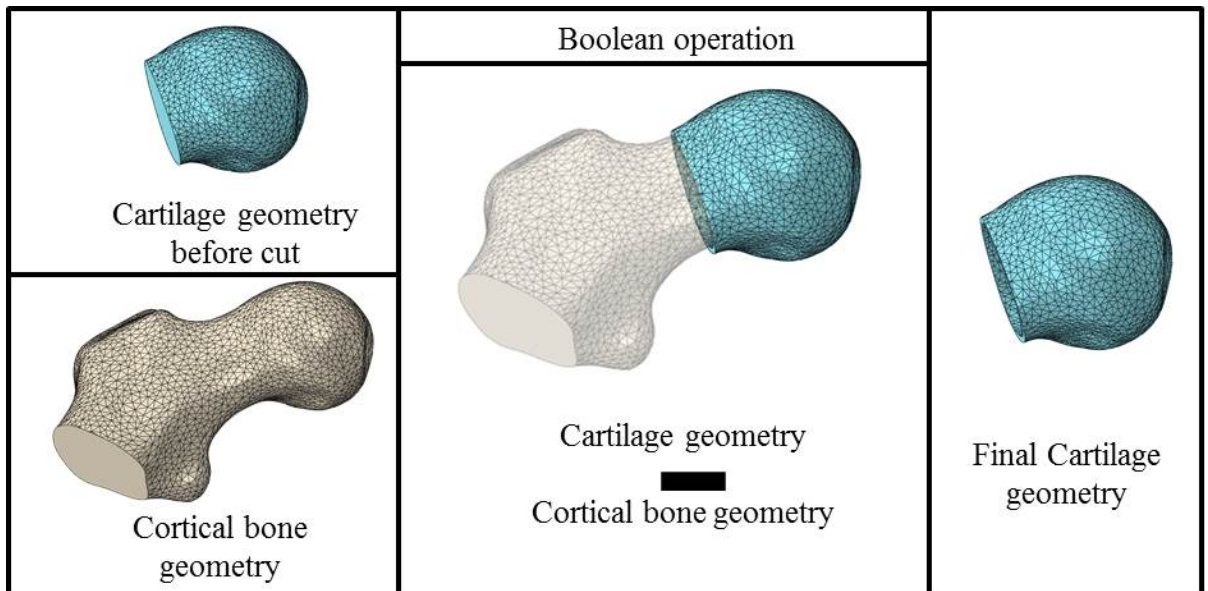 Cartilage geometry
before cut
Cortical bone
geometry
Boolean operation
Cartilage geometry
Cortical bone geometry
Final Cartilage
geometry